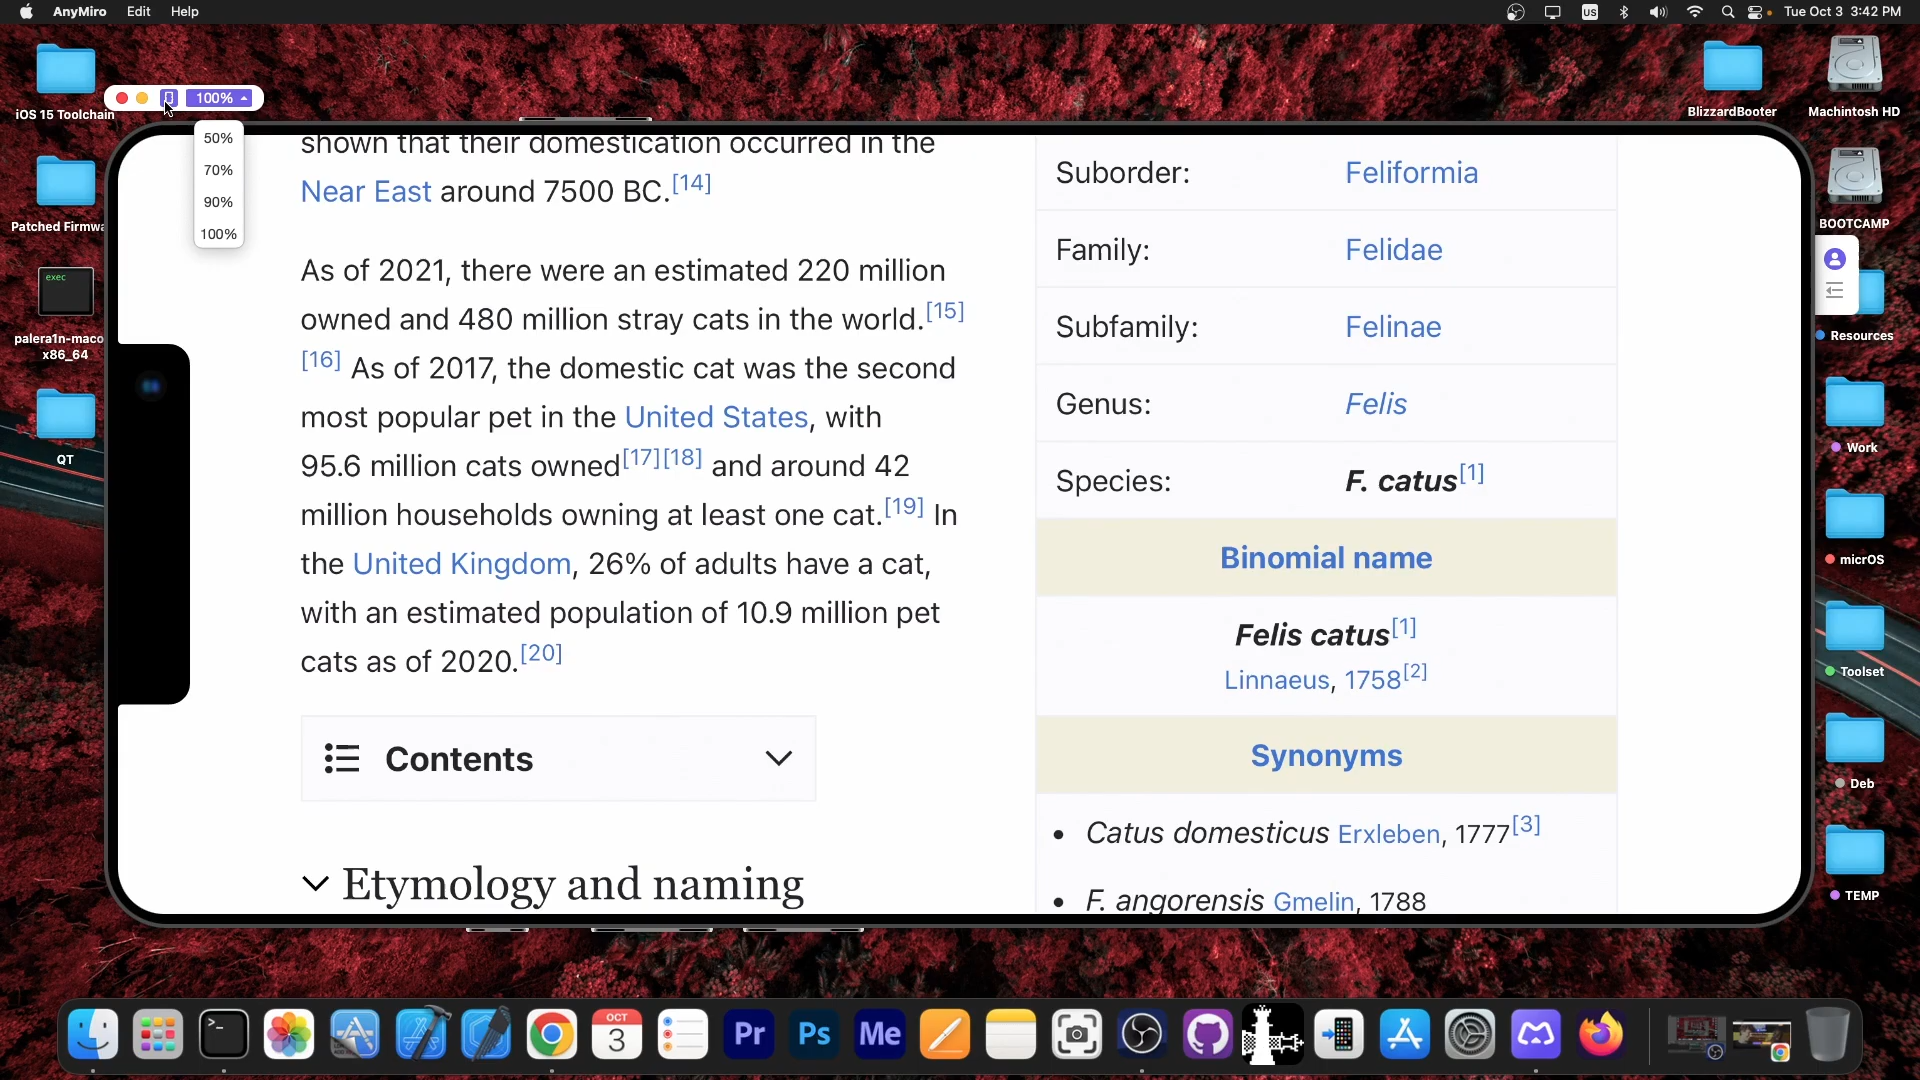 AnyMiro Edit Help
US
Tue Oct 3 3:42 PM
iOS 15 Toolchain
100%
50%
70%
90%
100%
BlizzardBooter
Machintosh HD
Patched Firmwa
BOOTCAMP
exec
palera1n-maco
x86_64
QT
Resources
Work
micrOS
Toolset
Deb
TEMP
shown that their domestication occurred in the
Near East around 7500 BC.[14]
As of 2021, there were an estimated 220 million
owned and 480 million stray cats in the world.[15]
[16] As of 2017, the domestic cat was the second
most popular pet in the United States, with
95.6 million cats owned[17][18] and around 42
million households owning at least one cat.[19] In
the United Kingdom, 26% of adults have a cat,
with an estimated population of 10.9 million pet
cats as of 2020.[20]
Contents
Etymology and naming
Suborder: Feliformia
Family: Felidae
Subfamily: Felinae
Genus: Felis
Species: F. catus[1]
Binomial name
Felis catus[1]
Linnaeus, 1758[2]
Synonyms
• Catus domesticus Erxleben, 1777[3]
• F. angorensis Gmelin, 1788
OCT
3
Pr
Ps
Me